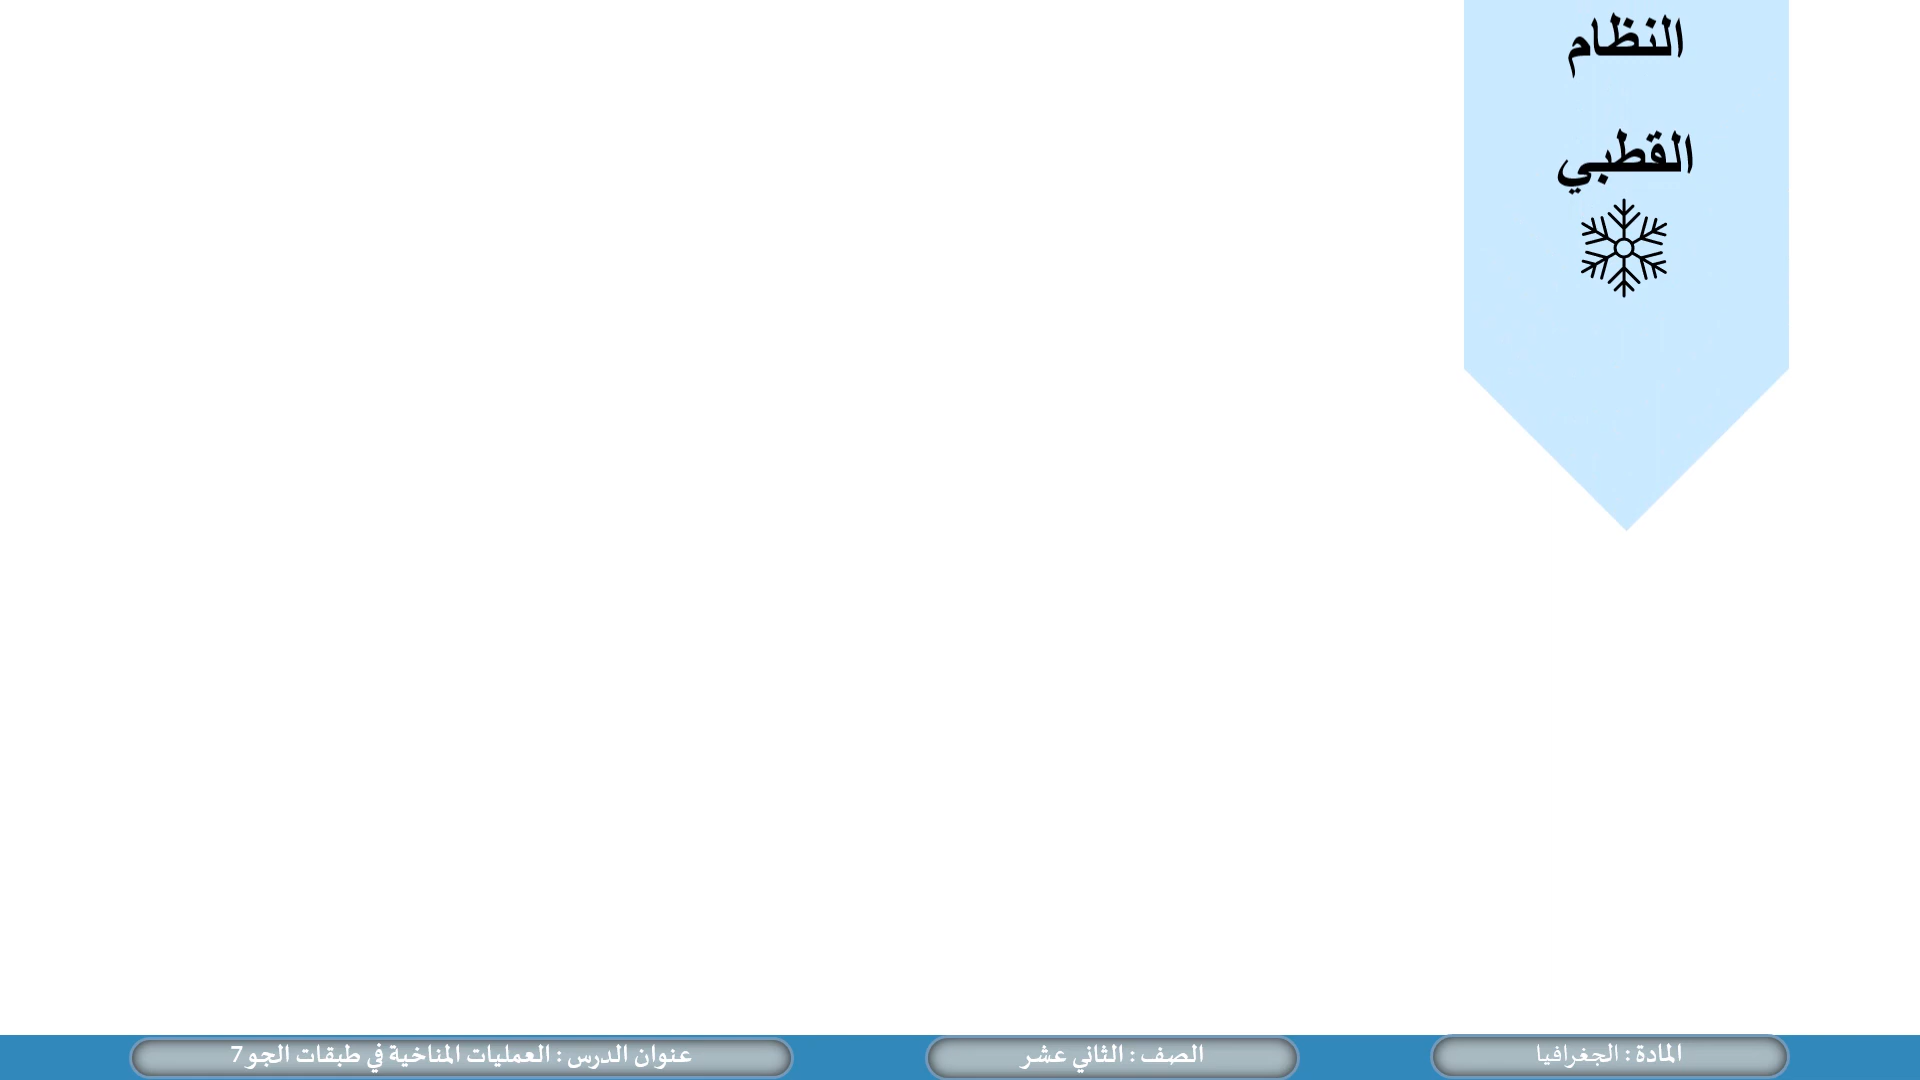 النظام
القطبي
المادة : الجغرافيا
الصف : الثاني عشر
عنوان الدرس : العمليات المناخية في طبقات الجو 7